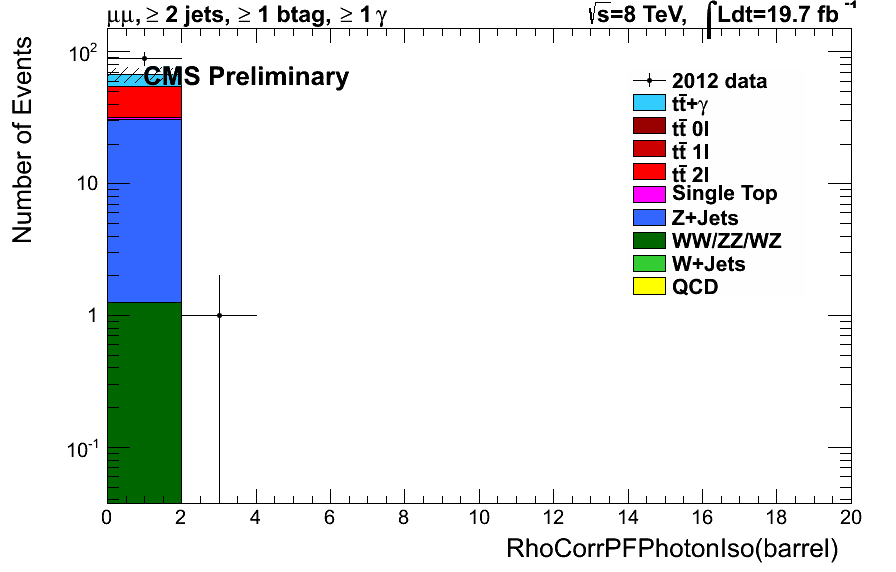 μμ, ≥ 2 jets, ≥ 1 btag, ≥ 1 γ
√s=8 TeV, ∫Ldt=19.7 fb⁻¹
CMS Preliminary
2012 data
tt̄+γ
tt̄ 0l
tt̄ 1l
tt̄ 2l
Single Top
Z+Jets
WW/ZZ/WZ
W+Jets
QCD
Number of Events
10²
10
1
10⁻¹
0 2 4 6 8 10 12 14 16 18 20
RhoCorrPFPhotonIso(barrel)